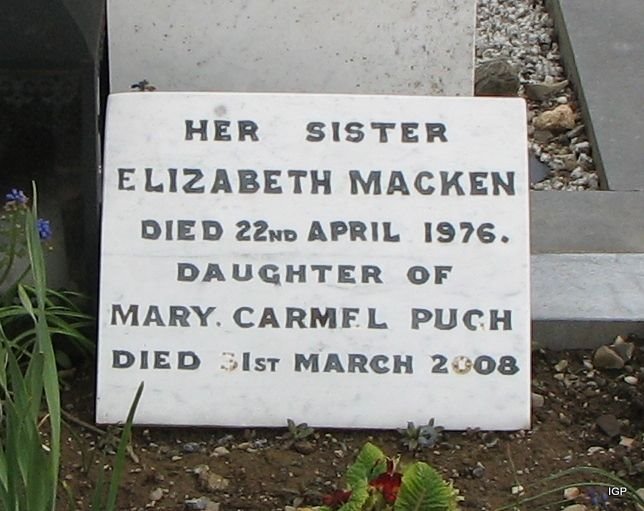 HER SISTER
ELIZABETH MACKEN
DIED 22ND APRIL 1976.
DAUGHTER OF
MARY. CARMEL PUGH
DIED 31ST MARCH 2008
IGP